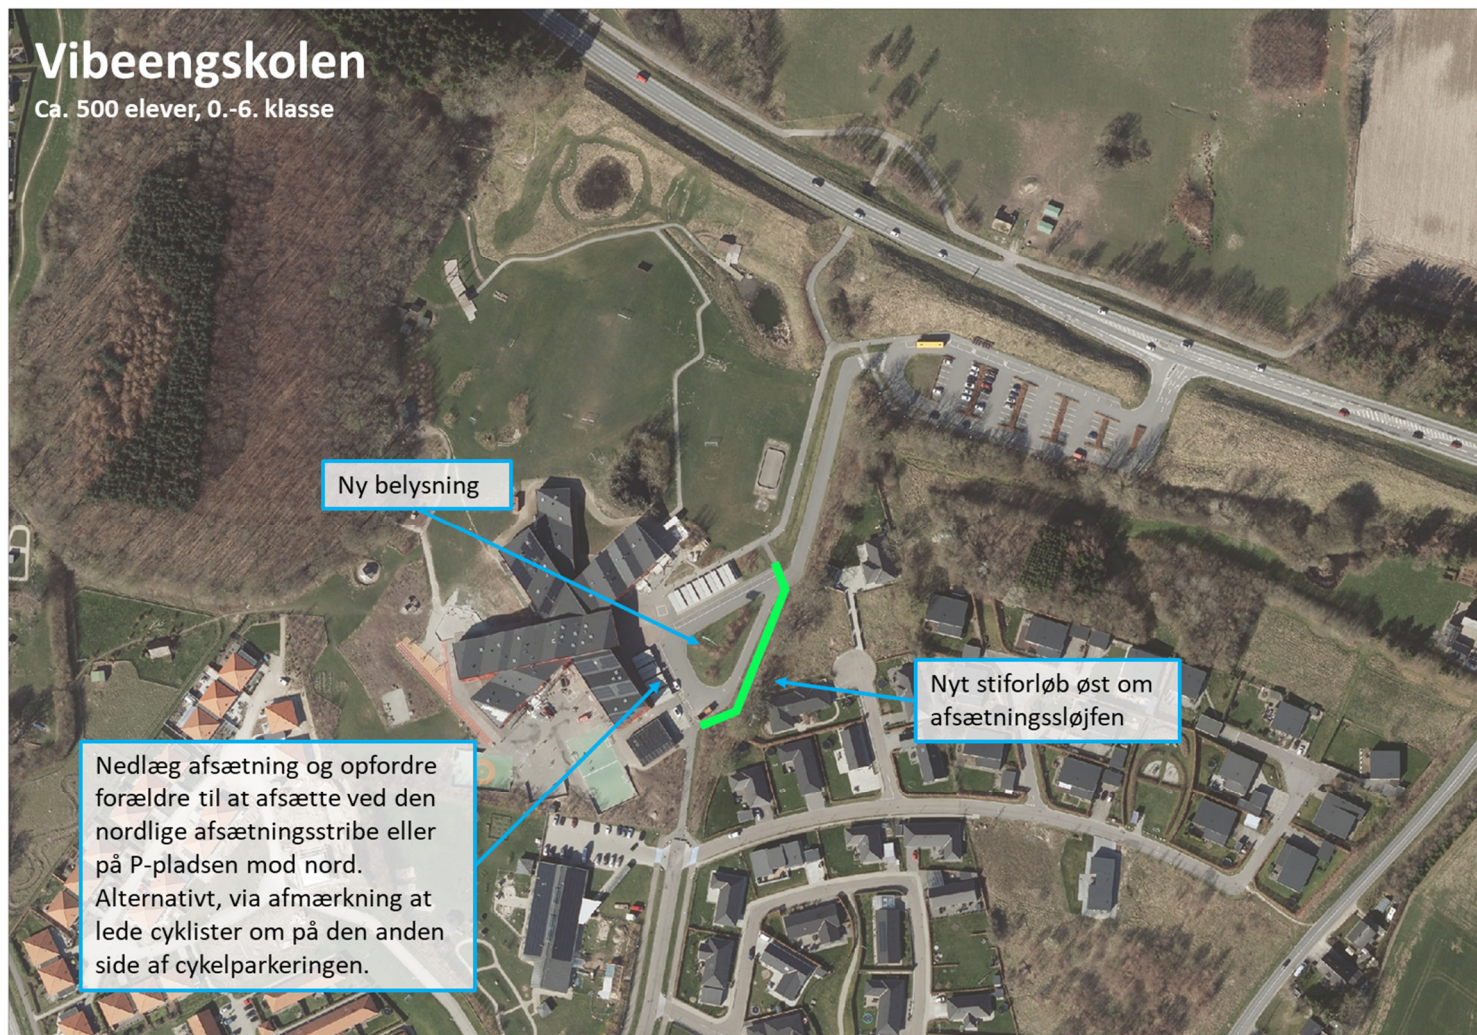 Vibeengskolen
Ca. 500 elever, 0.-6. klasse
Ny belysning
Nyt stiforløb øst om
afsætningssløjfen
Nedlæg afsætning og opfordre
forældre til at afsætte ved den
nordlige afsætningsstribe eller
på P-pladsen mod nord.
Alternativt, via afmærkning at
lede cyklister om på den anden
side af cykelparkeringen.